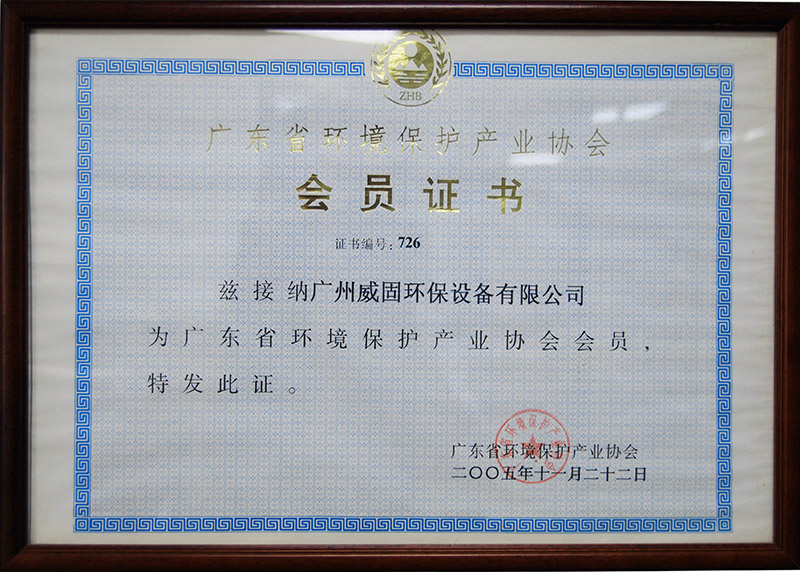 ZHB
广东省环境保护产业协会
会员证书
证书编号：726
兹接纳广州威固环保设备有限公司
为广东省环境保护产业协会会员，
特发此证。
广东省环境保护产业协会
二〇〇五年十一月二十二日